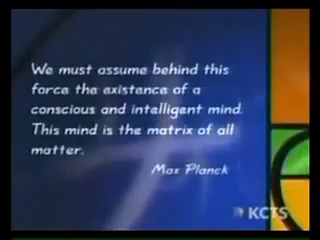 We must assume behind this
force the existence of a
conscious and intelligent mind.
This mind is the matrix of all
matter.
Max Planck
KCTS